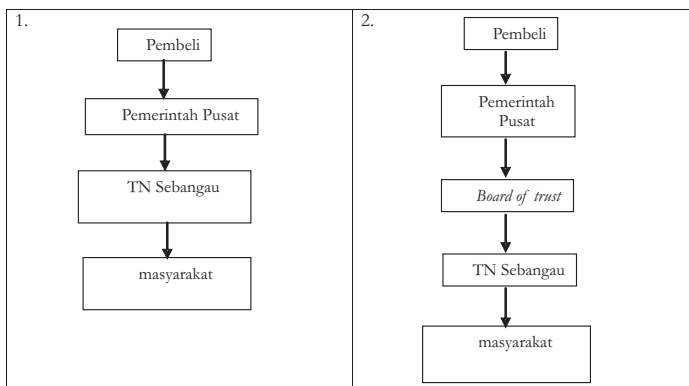 1.
Pembeli
Pemerintah Pusat
TN Sebangau
masyarakat
2.
Pembeli
Pemerintah
Pusat
Board of trust
TN Sebangau
masyarakat